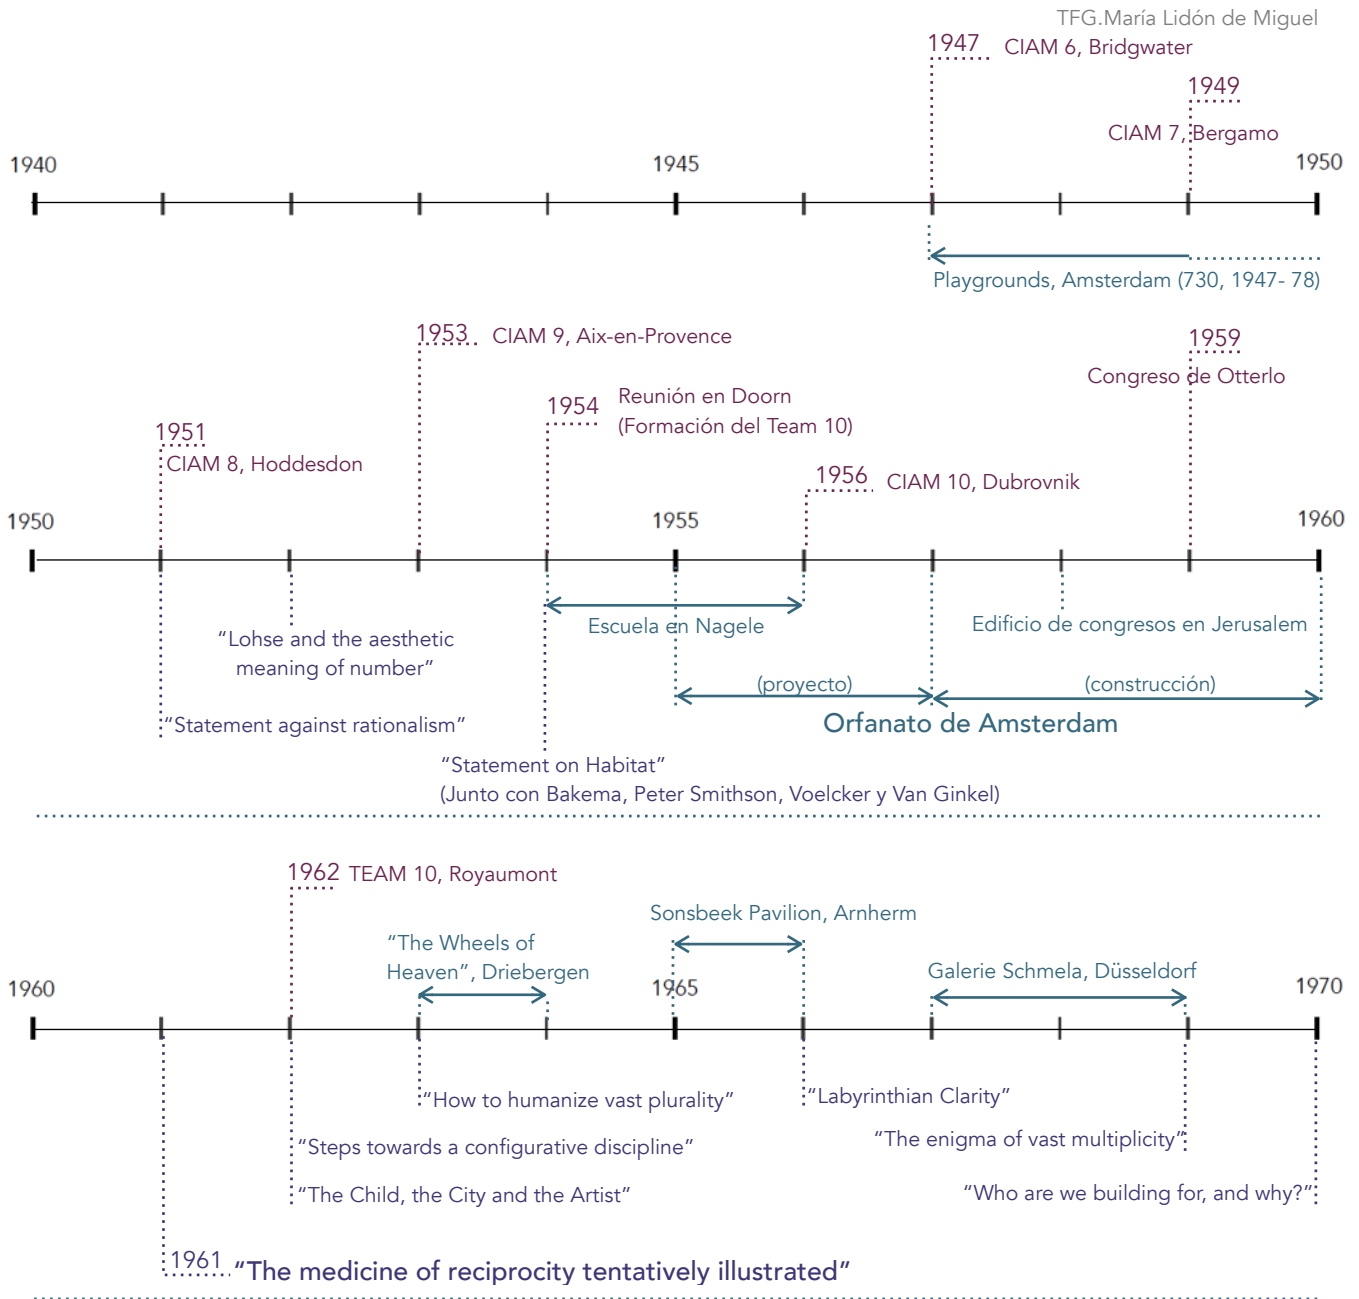 TFG.María Lidón de Miguel
1947 CIAM 6, Bridgwater
1949
CIAM 7, Bergamo
1940
1945
1950
Playgrounds, Amsterdam (730, 1947- 78)
1953 CIAM 9, Aix-en-Provence
1959
Congreso de Otterlo
1954 Reunión en Doorn
(Formación del Team 10)
1951
CIAM 8, Hoddesdon
1956 CIAM 10, Dubrovnik
1950
1955
1960
Escuela en Nagele
Edificio de congresos en Jerusalem
“Lohse and the aesthetic
meaning of number”
(proyecto)
(construcción)
Orfanato de Amsterdam
“Statement against rationalism”
“Statement on Habitat”
(Junto con Bakema, Peter Smithson, Voelcker y Van Ginkel)
1962 TEAM 10, Royaumont
Sonsbeek Pavilion, Arnherm
“The Wheels of
Heaven”, Driebergen
Galerie Schmela, Düsseldorf
1960
1965
1970
“How to humanize vast plurality”
“Labyrinthian Clarity”
“Steps towards a configurative discipline”
“The enigma of vast multiplicity”
“The Child, the City and the Artist”
“Who are we building for, and why?”
1961 “The medicine of reciprocity tentatively illustrated”